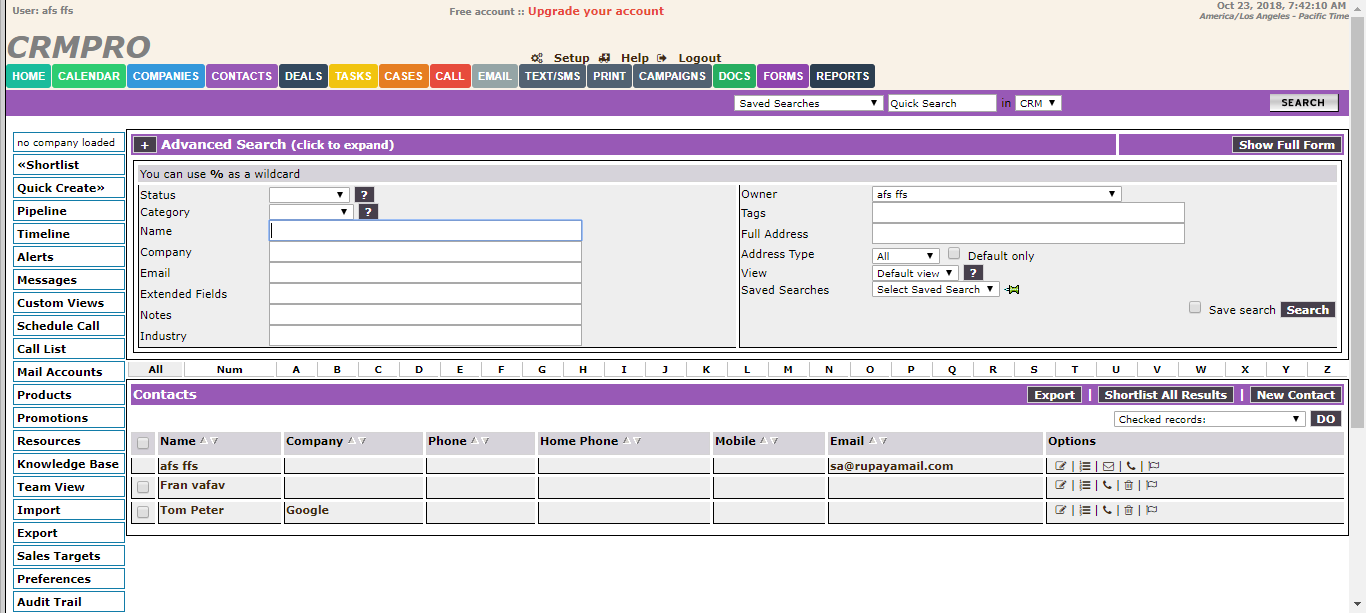 User: afs ffs
Free account :: Upgrade your account
Oct 23, 2018, 7:42:10 AM
America/Los Angeles - Pacific Time
CRMPRO
Setup Help Logout
HOME CALENDAR COMPANIES CONTACTS DEALS TASKS CASES CALL EMAIL TEXT/SMS PRINT CAMPAIGNS DOCS FORMS REPORTS
Saved Searches Quick Search in CRM SEARCH
no company loaded
«Shortlist
Quick Create»
Pipeline
Timeline
Alerts
Messages
Custom Views
Schedule Call
Call List
Mail Accounts
Products
Promotions
Resources
Knowledge Base
Team View
Import
Export
Sales Targets
Preferences
Audit Trail
+ Advanced Search (click to expand) Show Full Form
You can use % as a wildcard
Status ?
Category ?
Name
Company
Email
Extended Fields
Notes
Industry
Owner afs ffs
Tags
Full Address
Address Type All Default only
View Default view ?
Saved Searches Select Saved Search
Save search Search
All Num A B C D E F G H I J K L M N O P Q R S T U V W X Y Z
Contacts Export | Shortlist All Results | New Contact
Checked records: DO
Name Company Phone Home Phone Mobile Email Options
afs ffs sa@rupayamail.com | | | |
Fran vafav | | | |
Tom Peter Google | | | |